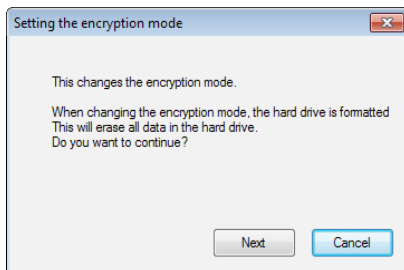 Setting the encryption mode
This changes the encryption mode.
When changing the encryption mode, the hard drive is formatted
This will erase all data in the hard drive.
Do you want to continue?
Next
Cancel